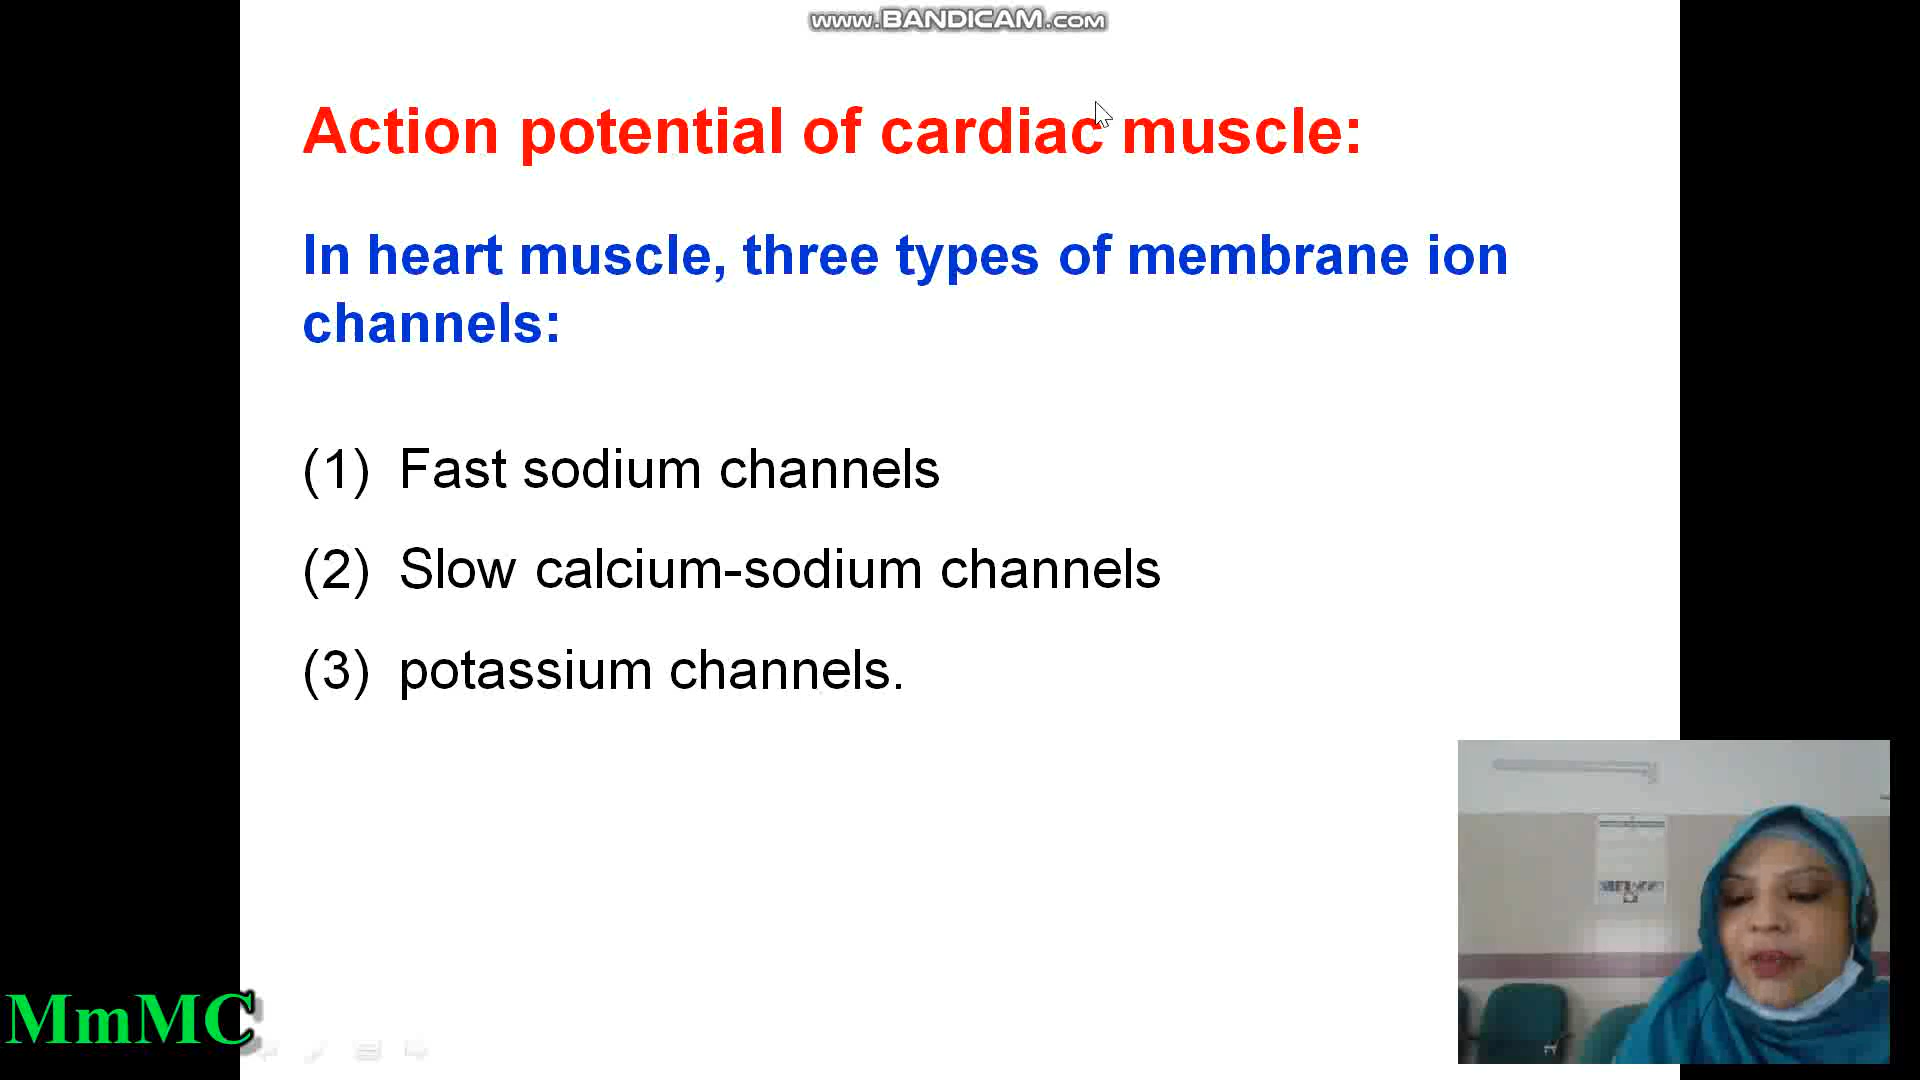 www.BANDICAM.com
Action potential of cardiac muscle:
In heart muscle, three types of membrane ion
channels:
(1) Fast sodium channels
(2) Slow calcium-sodium channels
(3) potassium channels.
MmMC